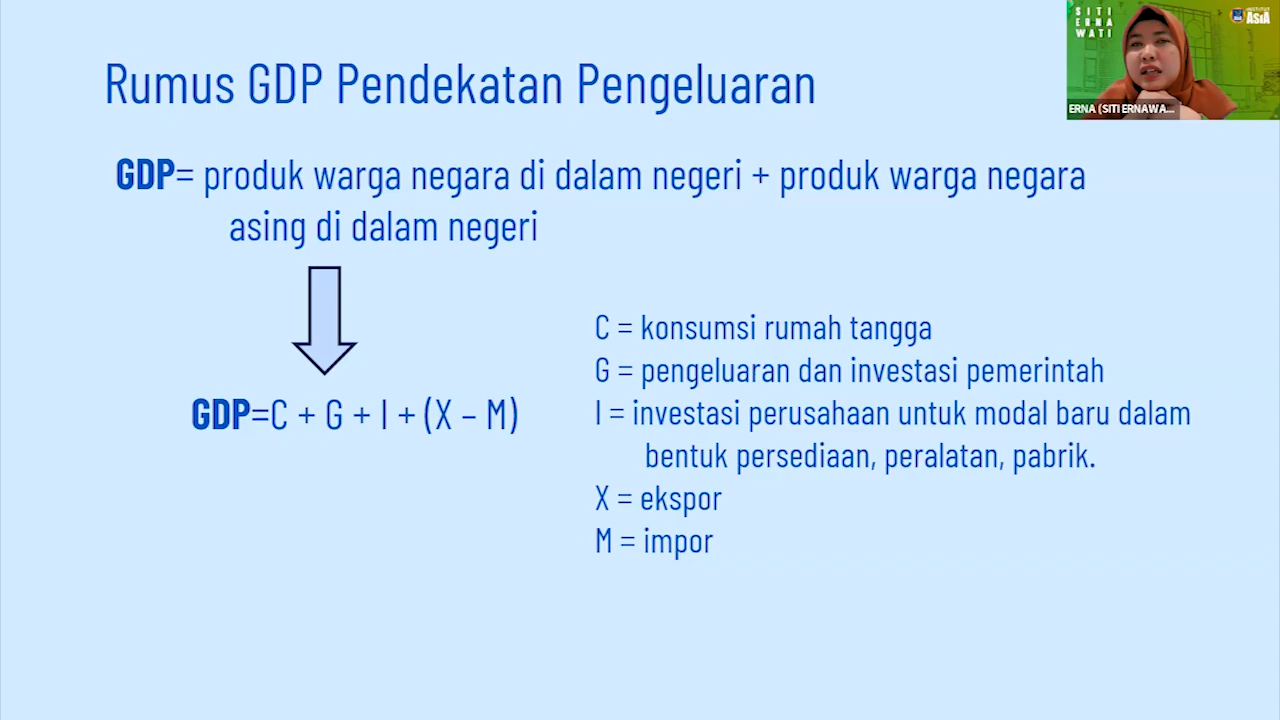 Rumus GDP Pendekatan Pengeluaran
GDP= produk warga negara di dalam negeri + produk warga negara
asing di dalam negeri
GDP=C + G + I + (X – M)
C = konsumsi rumah tangga
G = pengeluaran dan investasi pemerintah
I = investasi perusahaan untuk modal baru dalam
bentuk persediaan, peralatan, pabrik.
X = ekspor
M = impor
SITI
ERNA
WATI
ASIA
ERNA (SITI ERNAWA...